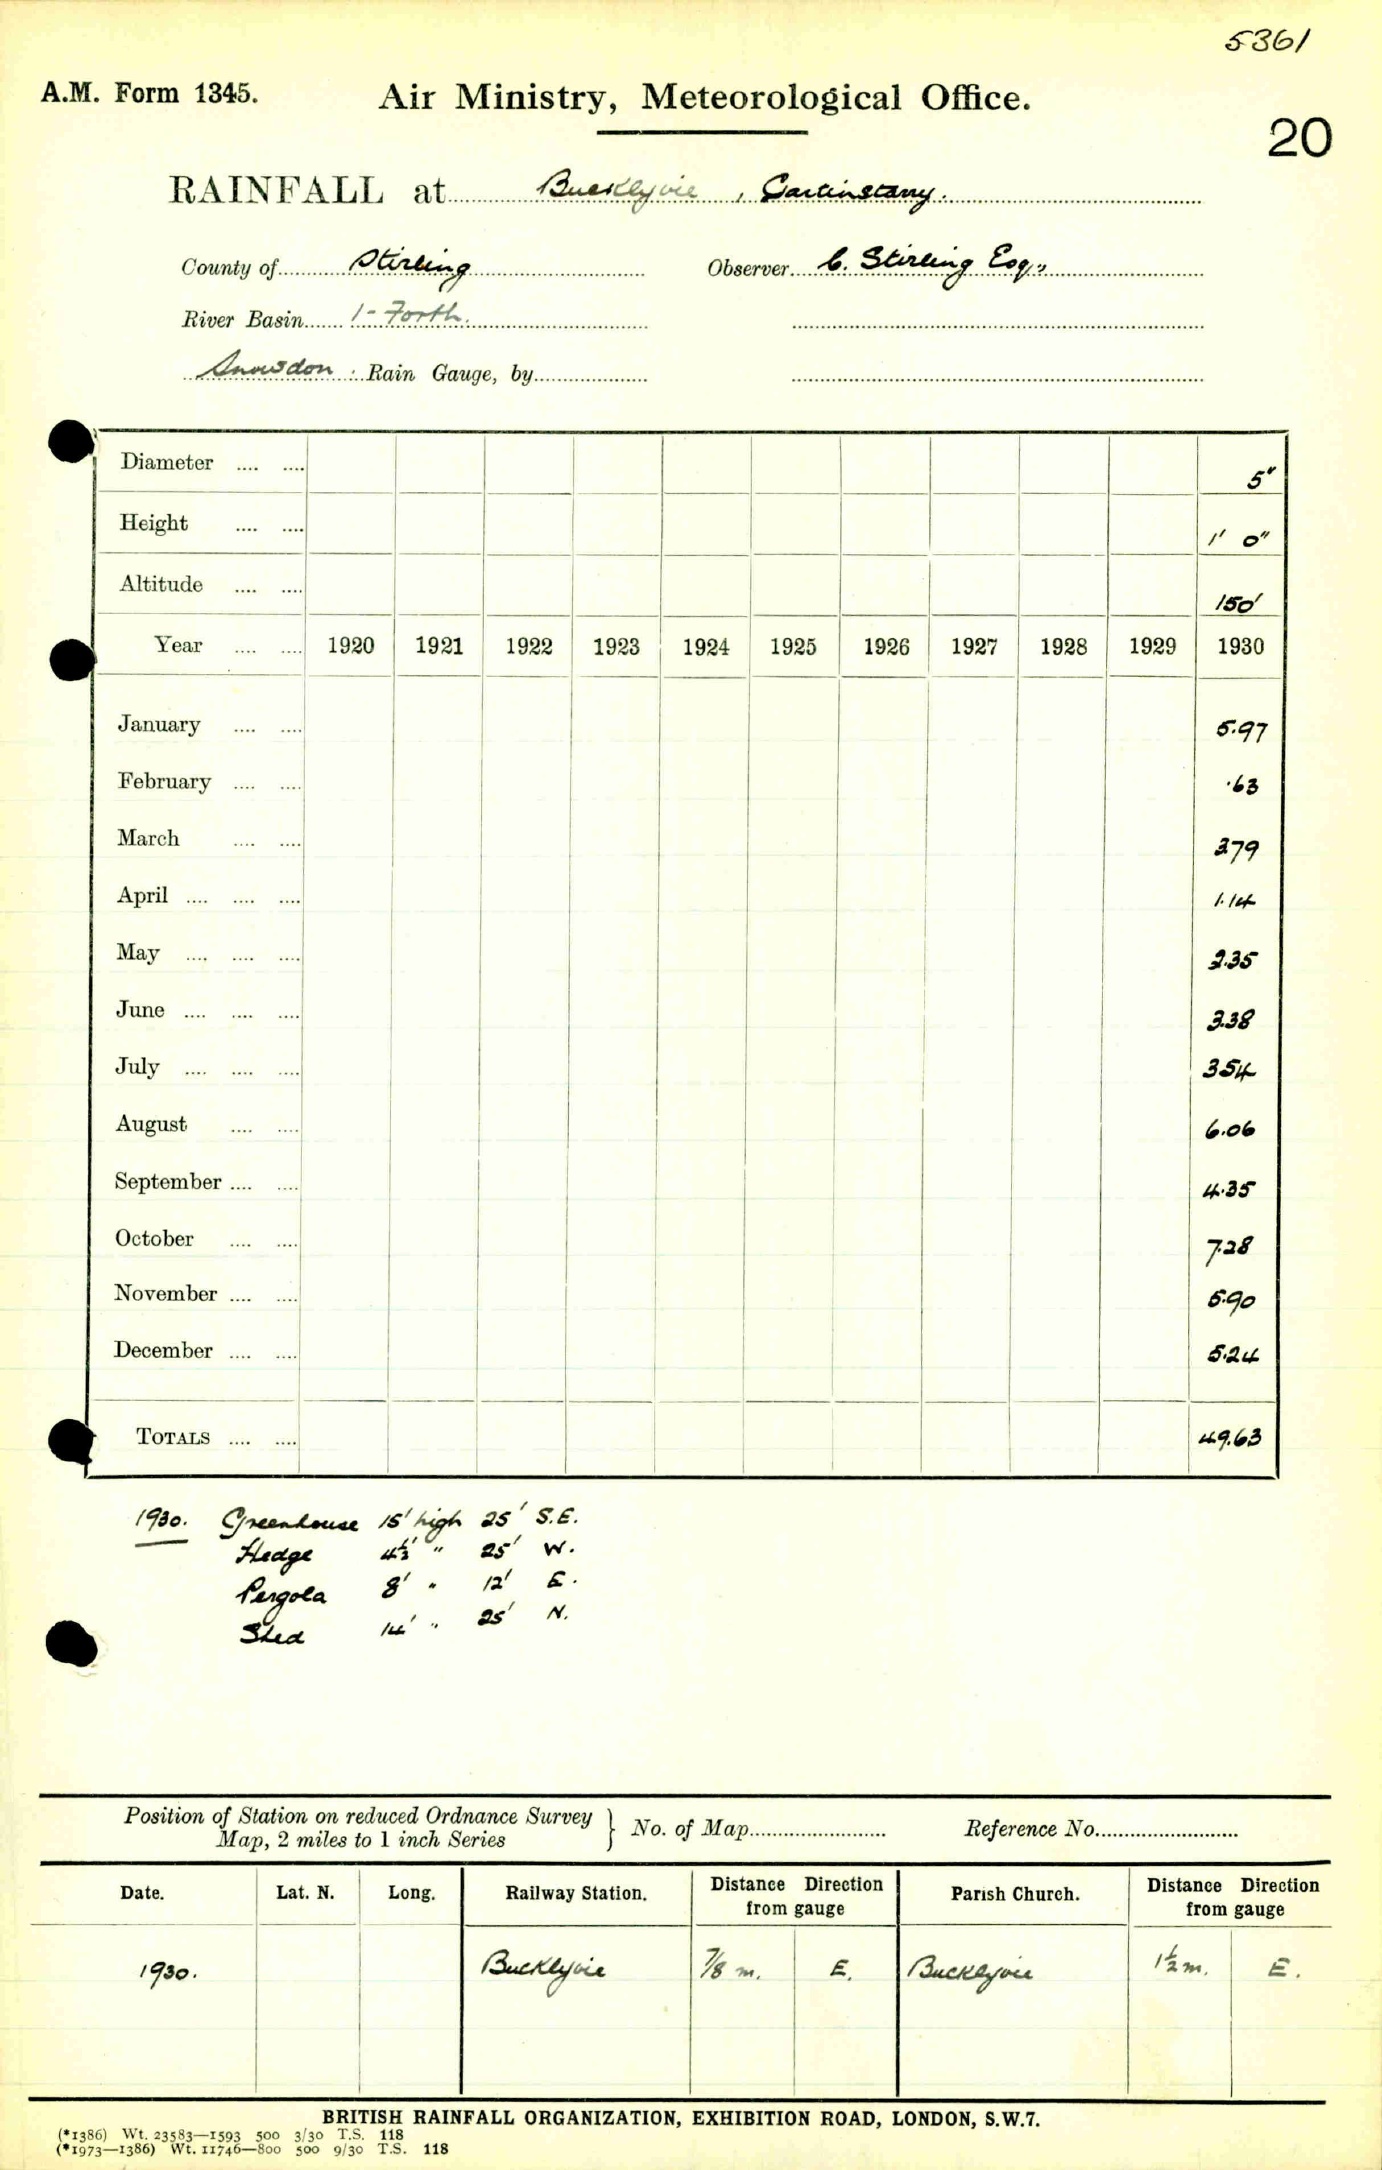 5361
A.M. Form 1345. Air Ministry, Meteorological Office.
20
RAINFALL at Bucklyvie, Gartinstarry.
County of Stirling Observer C. Stirling Esq.,
River Basin 1 - Forth.
Snowdon Rain Gauge, by
Diameter 5"
Height 1' 0"
Altitude 150'
Year 1920 1921 1922 1923 1924 1925 1926 1927 1928 1929 1930
January 5.97
February .63
March 3.79
April 1.14
May 2.35
June 3.38
July 3.54
August 6.06
September 4.35
October 7.28
November 5.90
December 5.24
TOTALS 49.63
1930. Greenhouse 15' high 25' S.E.
Hedge 4½' " 25' W.
Pergola 8' " 12' E.
Shed 14' " 25' N.
Position of Station on reduced Ordnance Survey
Map, 2 miles to 1 inch Series } No. of Map Reference No.
Date. Lat. N. Long. Railway Station. Distance Direction from gauge Parish Church. Distance Direction from gauge
1930. Bucklyvie 7/8 m. E. Bucklyvie 1½ m. E.
BRITISH RAINFALL ORGANIZATION, EXHIBITION ROAD, LONDON, S.W.7.
(*1386) Wt. 23583—1593 500 3/30 T.S. 118
(*1973—1386) Wt. 11746—800 500 9/30 T.S. 118